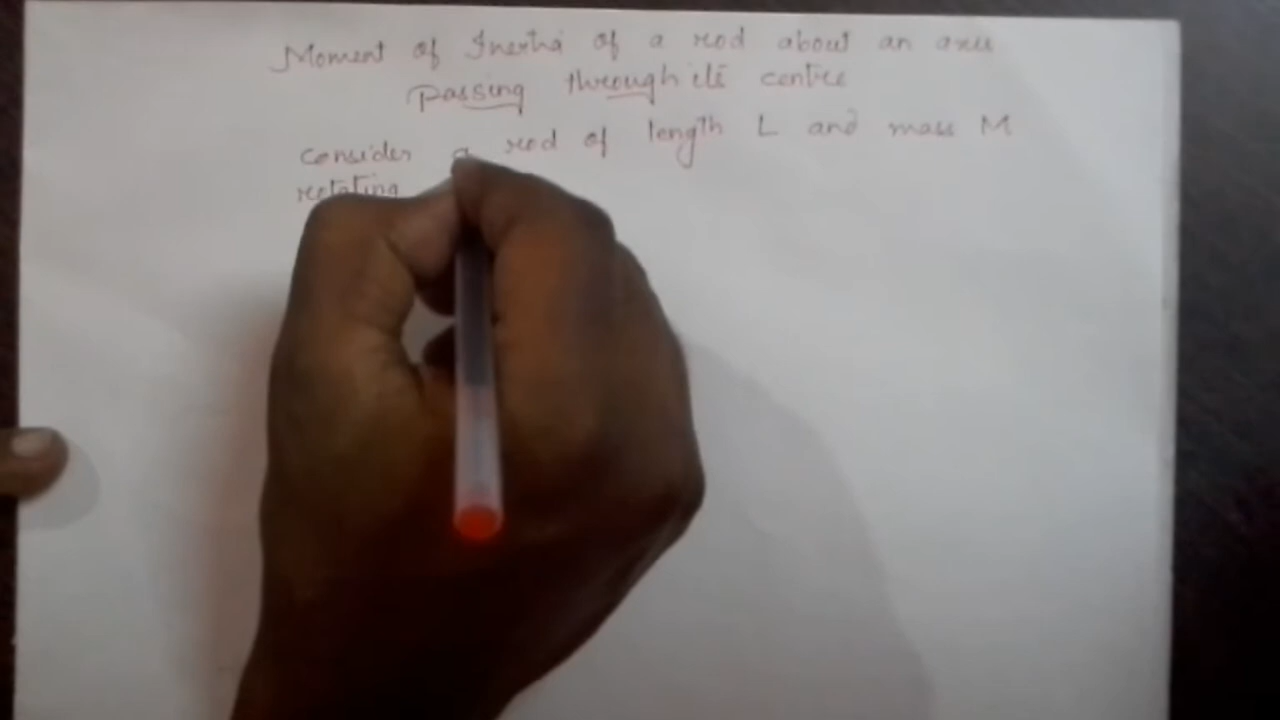 Moment of Inertia of a rod about an axis
Passing through its centre
Consider a rod of length L and mass M
rotating